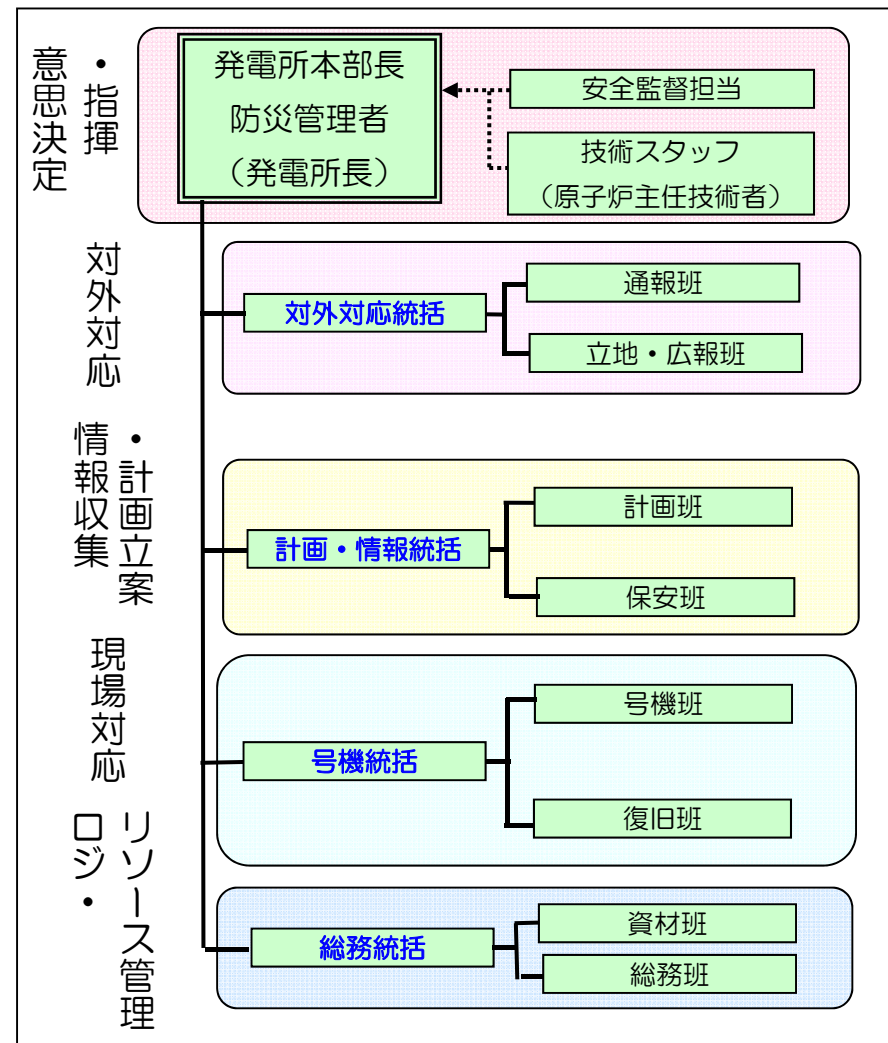 意思決定
・指揮
発電所本部長
防災管理者
（発電所長）
安全監督担当
技術スタッフ
（原子炉主任技術者）
対外対応
対外対応統括
通報班
立地・広報班
情報収集
・計画立案
計画・情報統括
計画班
保安班
現場対応
号機統括
号機班
復旧班
ロジ・
リソース管理
総務統括
資材班
総務班